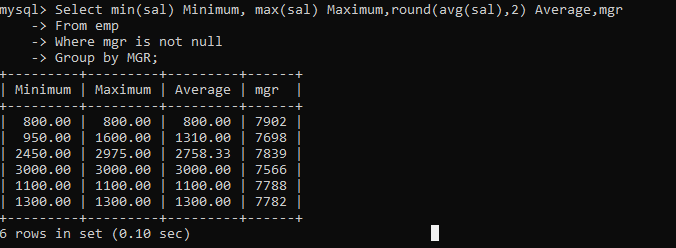 mysql> Select min(sal) Minimum, max(sal) Maximum,round(avg(sal),2) Average,mgr
    -> From emp
    -> Where mgr is not null
    -> Group by MGR;
+---------+---------+---------+------+
| Minimum | Maximum | Average | mgr  |
+---------+---------+---------+------+
|  800.00 |  800.00 |  800.00 | 7902 |
|  950.00 | 1600.00 | 1310.00 | 7698 |
| 2450.00 | 2975.00 | 2758.33 | 7839 |
| 3000.00 | 3000.00 | 3000.00 | 7566 |
| 1100.00 | 1100.00 | 1100.00 | 7788 |
| 1300.00 | 1300.00 | 1300.00 | 7782 |
+---------+---------+---------+------+
6 rows in set (0.10 sec)